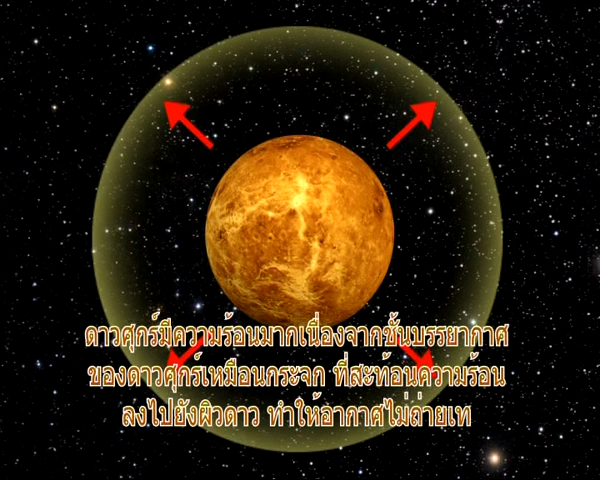 ดาวศุกร์มีความร้อนมากเนื่องจากชั้นบรรยากาศ
ของดาวศุกร์เหมือนกระจก ที่สะท้อนความร้อน
ลงไปยังผิวดาว ทำให้อากาศไม่ถ่ายเท